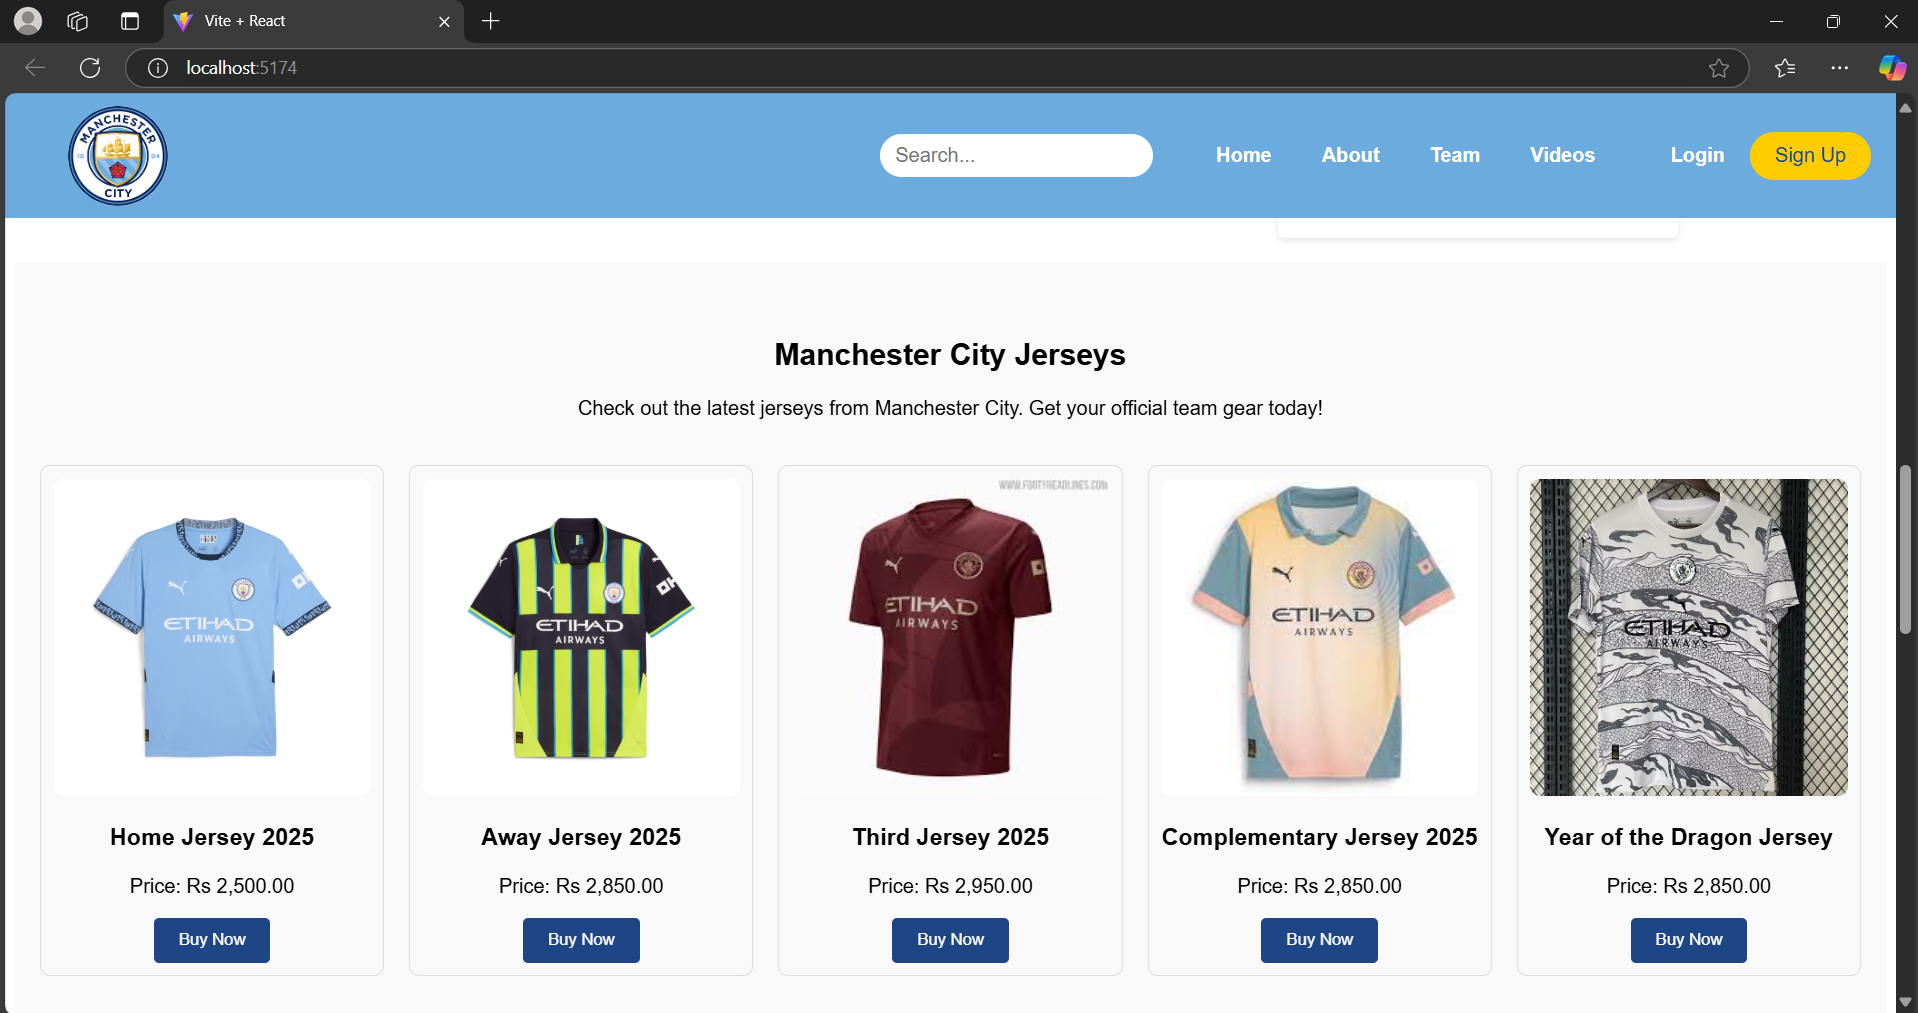 Vite + React
localhost:5174
MANCHESTER
18 94
CITY
Search...
Home
About
Team
Videos
Login
Sign Up
Manchester City Jerseys
Check out the latest jerseys from Manchester City. Get your official team gear today!
ETIHAD
AIRWAYS
ETIHAD
AIRWAYS
WWW.FOOTYHEADLINES.COM
ETIHAD
AIRWAYS
ETIHAD
AIRWAYS
ETIHAD
AIRWAYS
Home Jersey 2025
Away Jersey 2025
Third Jersey 2025
Complementary Jersey 2025
Year of the Dragon Jersey
Price: Rs 2,500.00
Price: Rs 2,850.00
Price: Rs 2,950.00
Price: Rs 2,850.00
Price: Rs 2,850.00
Buy Now
Buy Now
Buy Now
Buy Now
Buy Now